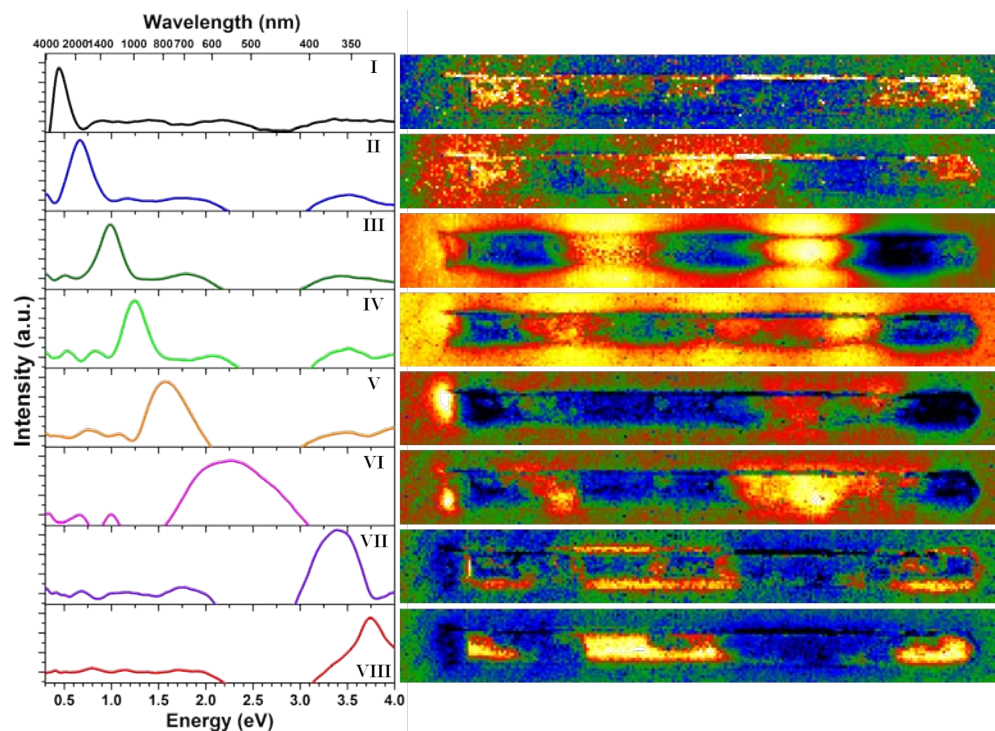 Wavelength (nm)
4000 2000 1400 1000 800 700 600 500 400 350
I
II
III
IV
V
VI
VII
VIII
Intensity (a.u.)
0.5 1.0 1.5 2.0 2.5 3.0 3.5 4.0
Energy (eV)